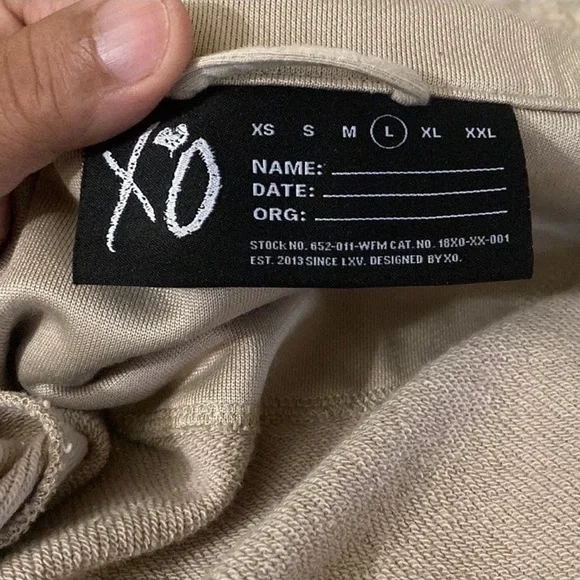 XO
XS S M L XL XXL
NAME:
DATE:
ORG:
STOCK NO. 652-011-WFM CAT. NO. 18XO-XX-001
EST. 2013 SINCE LXV. DESIGNED BY XO.